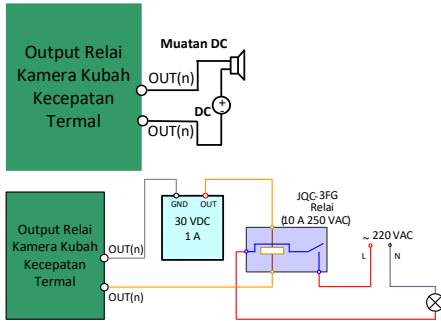 Output Relai
Kamera Kubah
Kecepatan
Termal
Muatan DC
OUT(n)
DC
+
-
OUT(n)
Output Relai
Kamera Kubah
Kecepatan
Termal
OUT(n)
OUT(n)
GND OUT
30 VDC
1 A
JQC-3FG
Relai
(10 A 250 VAC)
~ 220 VAC
L N